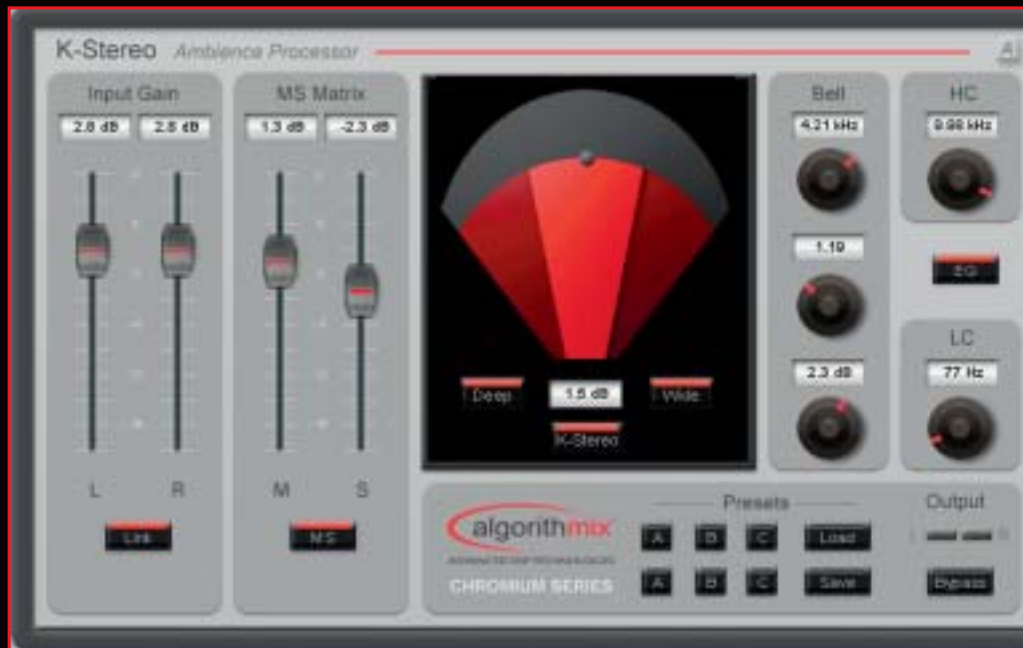 K-Stereo Ambience Processor
Input Gain
2.8 dB 2.8 dB
L R
Link
MS Matrix
1.3 dB -2.3 dB
M S
MS
Deep 1.5 dB Wide
K-Stereo
Bell
4.21 kHz
1.19
2.3 dB
HC
kHz
EQ
LC
77 Hz
algorithmix
CHROMIUM SERIES
Presets
A B C Load
A B C Save
Output
L R
Bypass